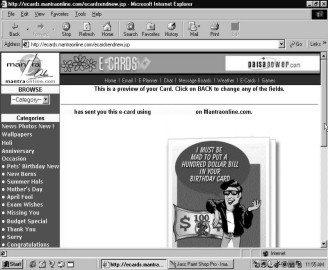 http://ecards.mantraonline.com/ecardsendnew.jsp - Microsoft Internet Explorer
File Edit View Favorites Tools Help
Back Stop Refresh Home Search Favorites History Mail Print
Address http://ecards.mantraonline.com/ecardsendnew.jsp Go Links
mantra
mantraonline.com
E-CARDS
paisapower.com
Home | Email | E-Planner | Chat | Message Boards | Weather | E-Cards | Games
BROWSE
--Category--
This is a preview of your Card. Click on BACK to change any of the fields.
has sent you this e-card using on Mantraonline.com.
Categories
News Photos New !
Wallpapers
Holi
Anniversary
Occasion
Pets' Birthday New
New Borns
Summer Hols
Mother's Day
April Fool
Exam Wishes
Missing You
Budget Special
Thank You
Sorry
Congratulations
I MUST BE
MAD TO PUT A
HUNDRED DOLLAR BILL
IN YOUR
BIRTHDAY CARD
100
Internet
Start http://ecards.mantra... Jasc Paint Shop Pro - Ima... 11:55 AM